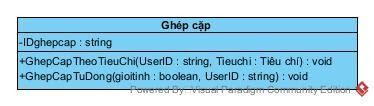 Ghép cặp
-IDghepcap : string
+GhepCapTheoTieuChi(UserID : string, Tieuchi : Tiêu chí) : void
+GhepCapTuDong(gioitinh : boolean, UserID : string) : void
Powered By Visual Paradigm Community Edition